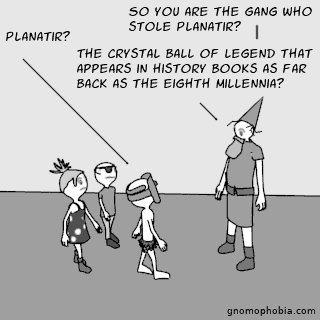 SO YOU ARE THE GANG WHO
STOLE PLANATIR?
PLANATIR?
THE CRYSTAL BALL OF LEGEND THAT
APPEARS IN HISTORY BOOKS AS FAR
BACK AS THE EIGHTH MILLENNIA?
gnomophobia.com